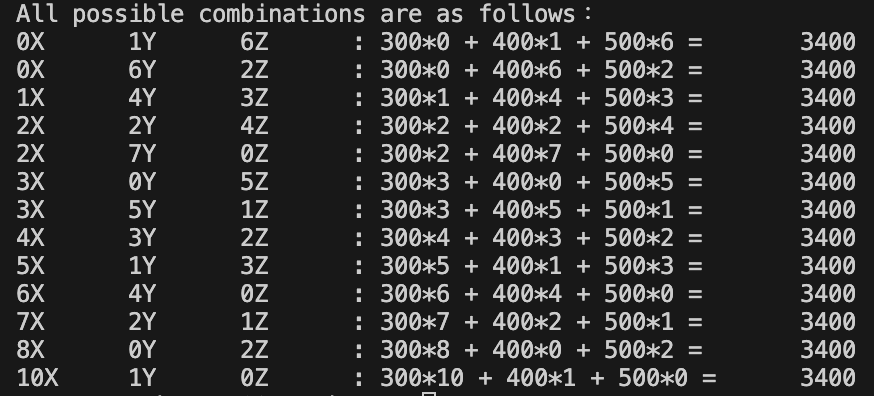 All possible combinations are as follows：
0X 1Y 6Z : 300*0 + 400*1 + 500*6 = 3400
0X 6Y 2Z : 300*0 + 400*6 + 500*2 = 3400
1X 4Y 3Z : 300*1 + 400*4 + 500*3 = 3400
2X 2Y 4Z : 300*2 + 400*2 + 500*4 = 3400
2X 7Y 0Z : 300*2 + 400*7 + 500*0 = 3400
3X 0Y 5Z : 300*3 + 400*0 + 500*5 = 3400
3X 5Y 1Z : 300*3 + 400*5 + 500*1 = 3400
4X 3Y 2Z : 300*4 + 400*3 + 500*2 = 3400
5X 1Y 3Z : 300*5 + 400*1 + 500*3 = 3400
6X 4Y 0Z : 300*6 + 400*4 + 500*0 = 3400
7X 2Y 1Z : 300*7 + 400*2 + 500*1 = 3400
8X 0Y 2Z : 300*8 + 400*0 + 500*2 = 3400
10X 1Y 0Z : 300*10 + 400*1 + 500*0 = 3400